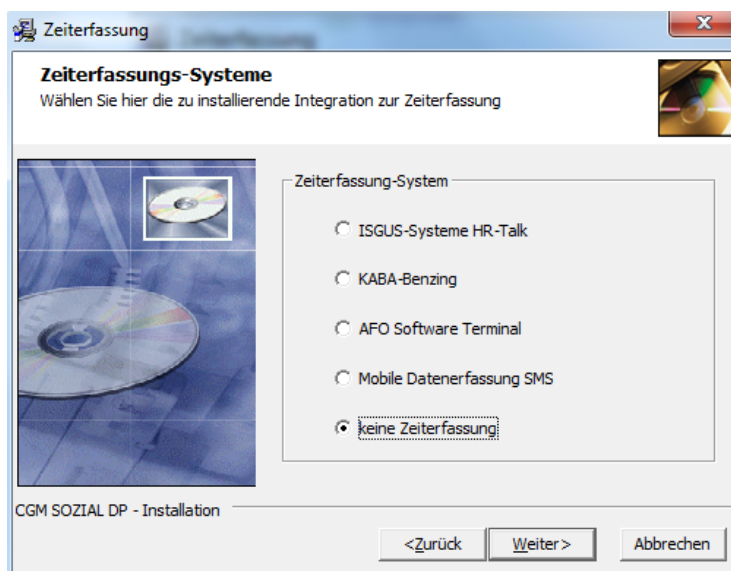 Zeiterfassung
Zeiterfassungs-Systeme
Wählen Sie hier die zu installierende Integration zur Zeiterfassung
Zeiterfassung-System
ISGUS-Systeme HR-Talk
KABA-Benzing
AFO Software Terminal
Mobile Datenerfassung SMS
keine Zeiterfassung
CGM SOZIAL DP - Installation
<Zurück Weiter> Abbrechen